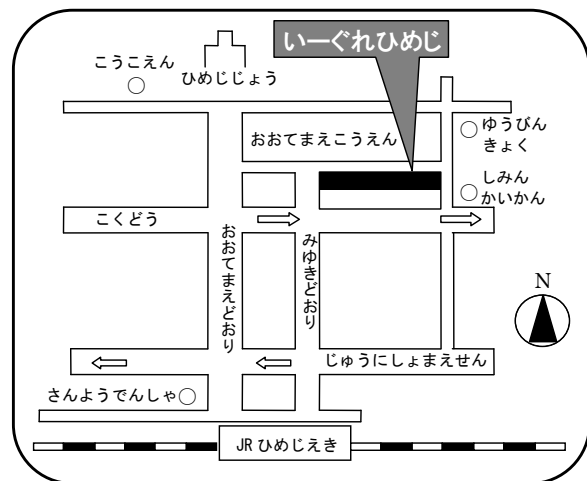 いーぐれひめじ
こうこえん
ひめじじょう
おおてまえこうえん
ゆうびん
きょく
しみん
かいかん
こくどう
おおてまえどおり
みゆきどおり
N
じゅうにしょまえせん
さんようでんしゃ
JRひめじえき